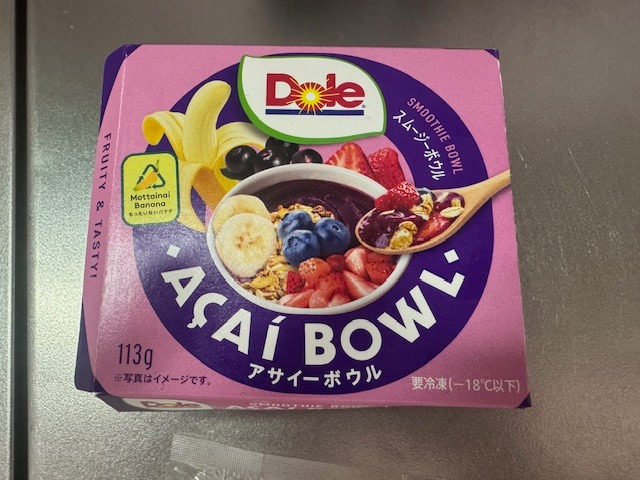 Dole
SMOOTHIE BOWL
スムージーボウル
FRUITY & TASTY!
Mottainai
Banana
もったいないバナナ
・AÇAÍ BOWL・
アサイーボウル
113g
※写真はイメージです。
要冷凍(－18℃以下)
Dole
SMOOTHIE BOWL